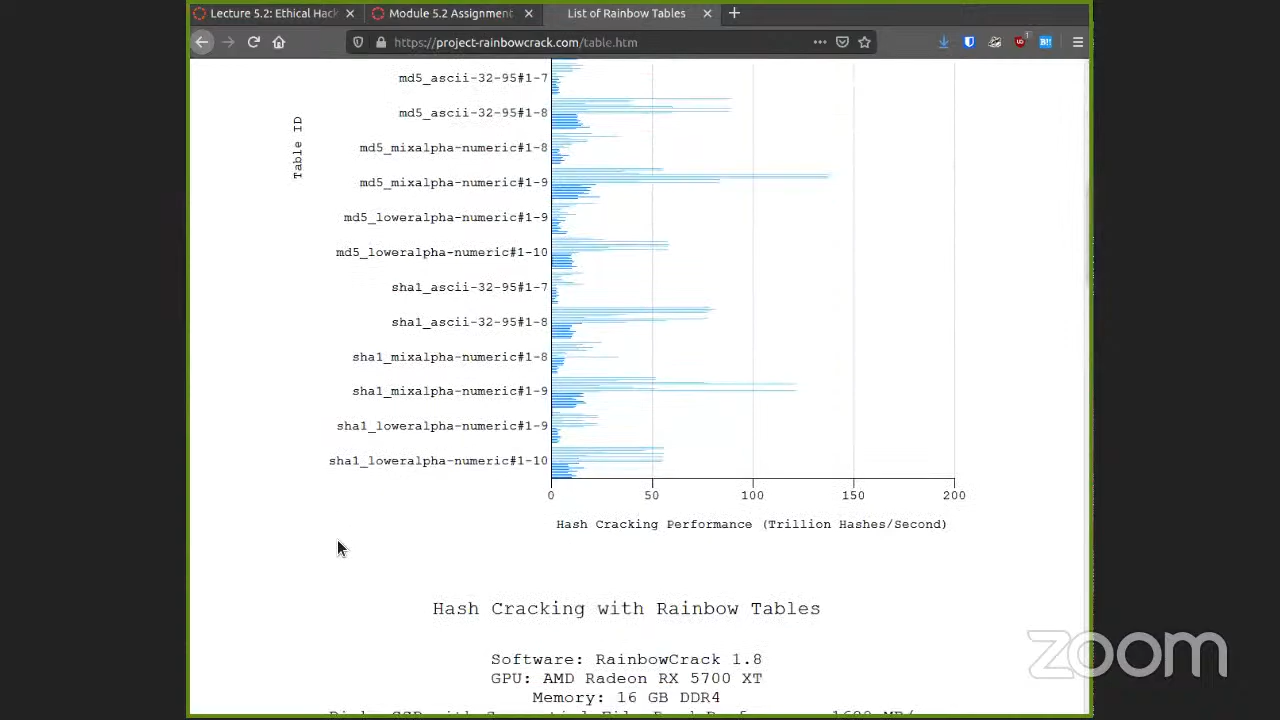 Lecture 5.2: Ethical Hack
Module 5.2 Assignment
List of Rainbow Tables
https://project-rainbowcrack.com/table.htm
1
Table ID
md5_ascii-32-95#1-7
md5_ascii-32-95#1-8
md5_mixalpha-numeric#1-8
md5_mixalpha-numeric#1-9
md5_loweralpha-numeric#1-9
md5_loweralpha-numeric#1-10
sha1_ascii-32-95#1-7
sha1_ascii-32-95#1-8
sha1_mixalpha-numeric#1-8
sha1_mixalpha-numeric#1-9
sha1_loweralpha-numeric#1-9
sha1_loweralpha-numeric#1-10
0 50 100 150 200
Hash Cracking Performance (Trillion Hashes/Second)
Hash Cracking with Rainbow Tables
Software: RainbowCrack 1.8
GPU: AMD Radeon RX 5700 XT
Memory: 16 GB DDR4
zoom